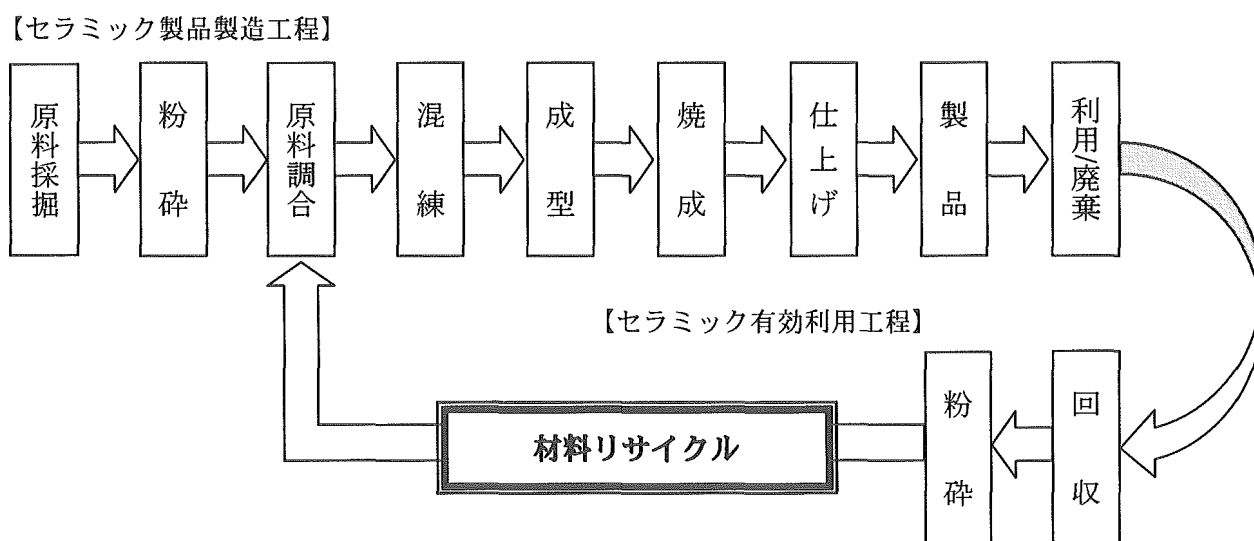 【セラミック製品製造工程】
原料採掘
粉砕
原料調合
混練
成型
焼成
仕上げ
製品
利用/廃棄
【セラミック有効利用工程】
回収
粉砕
材料リサイクル